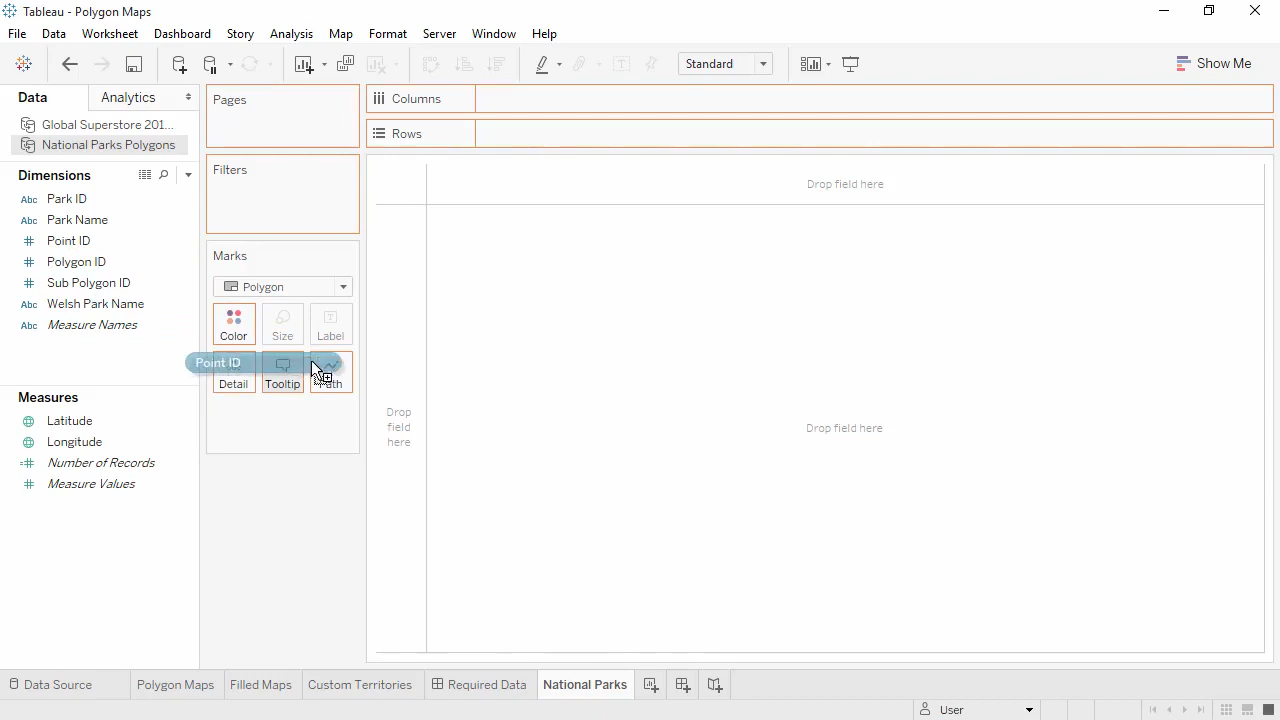 Tableau - Polygon Maps
File Data Worksheet Dashboard Story Analysis Map Format Server Window Help
Standard
Show Me
Data Analytics
Global Superstore 201...
National Parks Polygons
Dimensions
Abc Park ID
Abc Park Name
Point ID
Polygon ID
Sub Polygon ID
Abc Welsh Park Name
Abc Measure Names
Measures
Latitude
Longitude
Number of Records
Measure Values
Pages
Filters
Marks
Polygon
Color Size Label
Point ID
Detail Tooltip
Columns
Rows
Drop field here
Drop
field
here
Drop field here
Data Source Polygon Maps Filled Maps Custom Territories Required Data National Parks
User